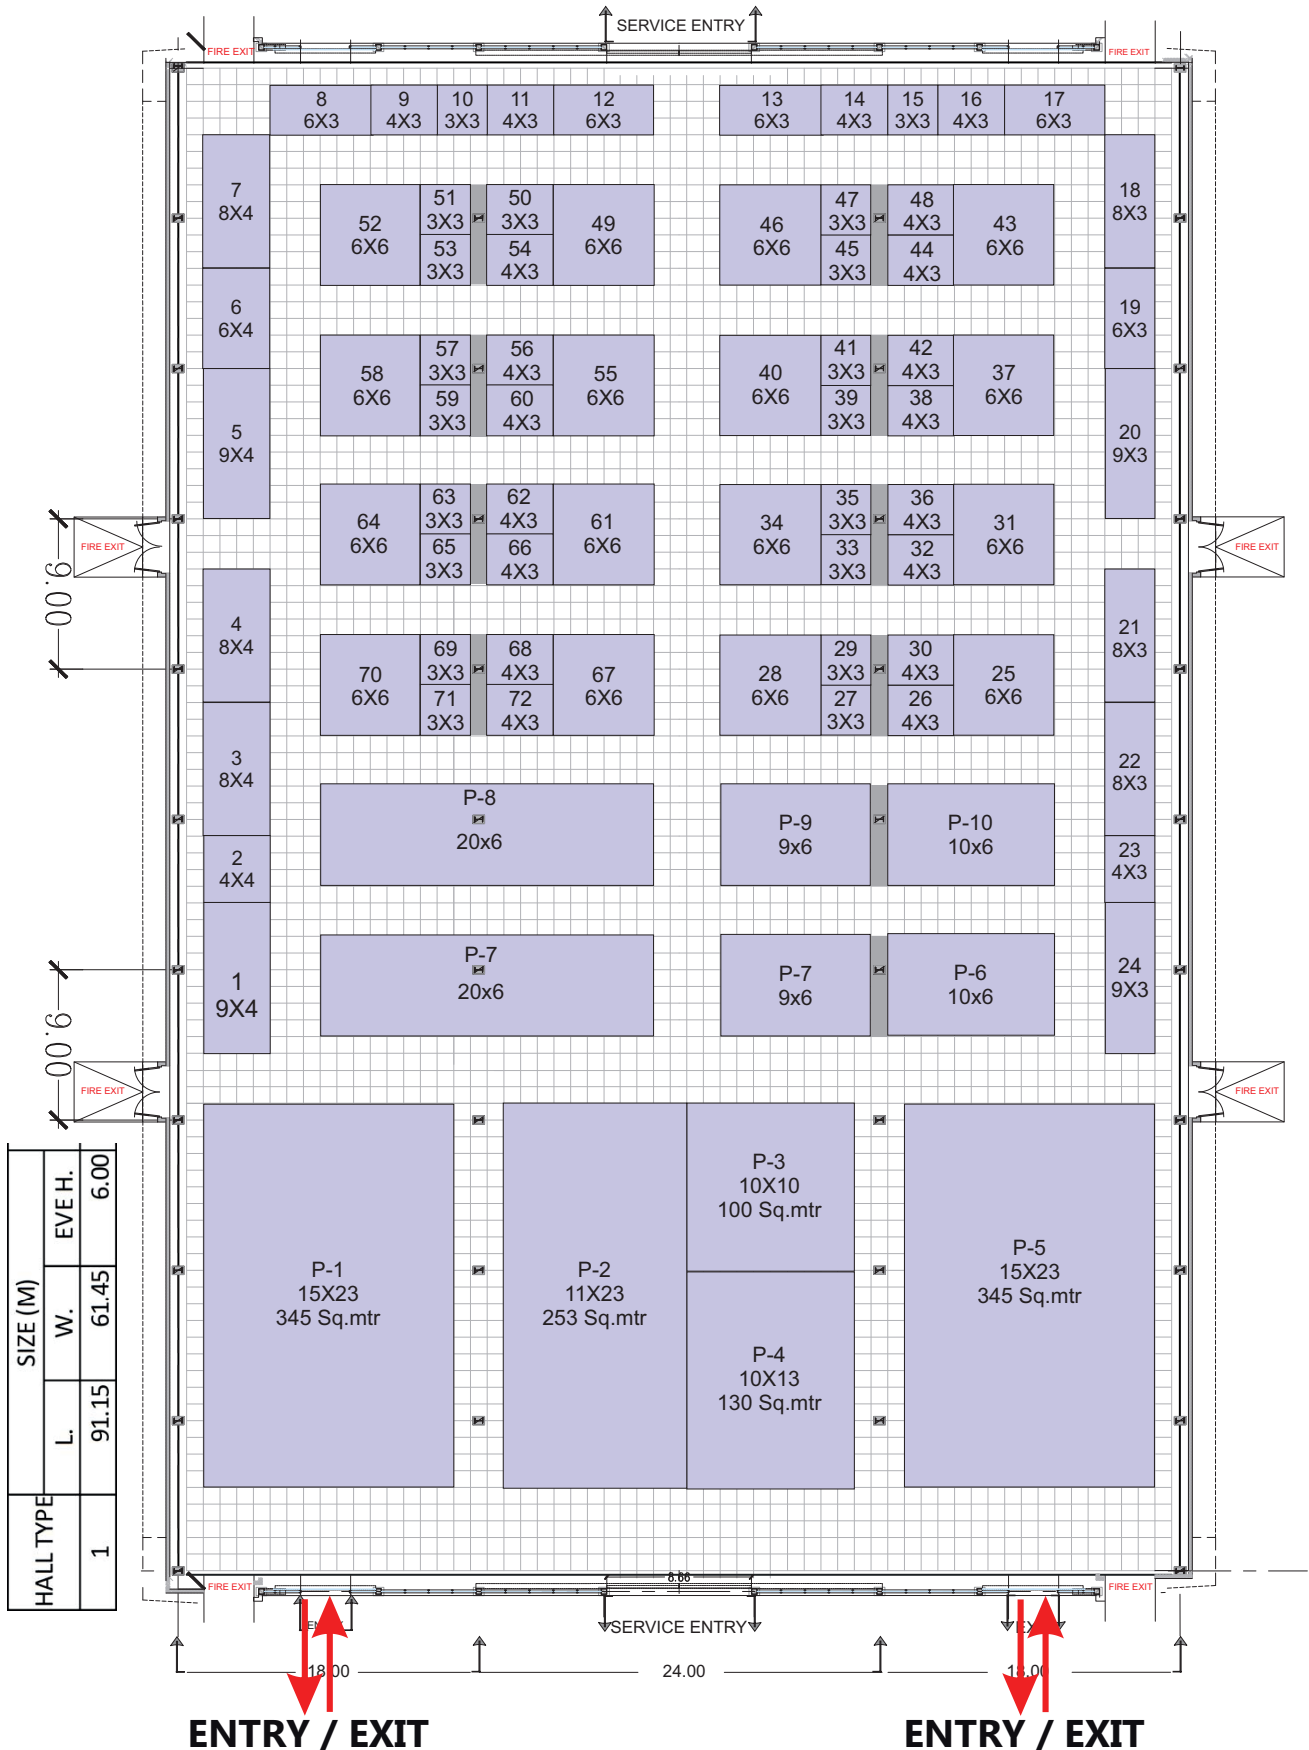 SERVICE ENTRY
FIRE EXIT
FIRE EXIT
8
6X3
9
4X3
10
3X3
11
4X3
12
6X3
13
6X3
14
4X3
15
3X3
16
4X3
17
6X3
7
8X4
52
6X6
51
3X3
53
3X3
50
3X3
54
4X3
49
6X6
46
6X6
47
3X3
45
3X3
48
4X3
44
4X3
43
6X6
18
8X3
6
6X4
58
6X6
57
3X3
59
3X3
56
4X3
60
4X3
55
6X6
40
6X6
41
3X3
39
3X3
42
4X3
38
4X3
37
6X6
19
6X3
5
9X4
20
9X3
64
6X6
63
3X3
65
3X3
62
4X3
66
4X3
61
6X6
34
6X6
35
3X3
33
3X3
36
4X3
32
4X3
31
6X6
FIRE EXIT
FIRE EXIT
9.00
4
8X4
70
6X6
69
3X3
71
3X3
68
4X3
72
4X3
67
6X6
28
6X6
29
3X3
27
3X3
30
4X3
26
4X3
25
6X6
21
8X3
3
8X4
P-8
20x6
P-9
9x6
P-10
10x6
22
8X3
2
4X4
23
4X3
1
9X4
P-7
20x6
P-7
9x6
P-6
10x6
24
9X3
9.00
FIRE EXIT
FIRE EXIT
P-1
15X23
345 Sq.mtr
P-2
11X23
253 Sq.mtr
P-3
10X10
100 Sq.mtr
P-4
10X13
130 Sq.mtr
P-5
15X23
345 Sq.mtr
HALL TYPE
SIZE (M)
L.
W.
EVE H.
1
91.15
61.45
6.00
FIRE EXIT
8.66
FIRE EXIT
SERVICE ENTRY
18.00
24.00
18.00
ENTRY / EXIT
ENTRY / EXIT